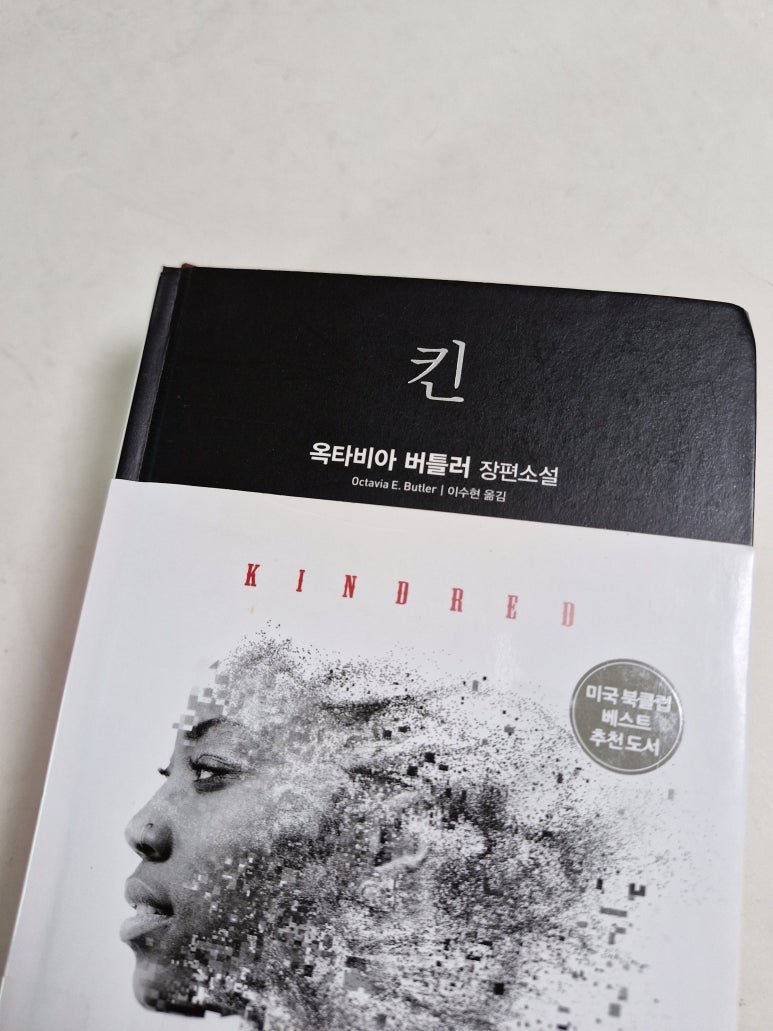 킨
옥타비아 버틀러 장편소설
Octavia E. Butler | 이수현 옮김
KINDRED
미국 북클럽
베스트
추천 도서